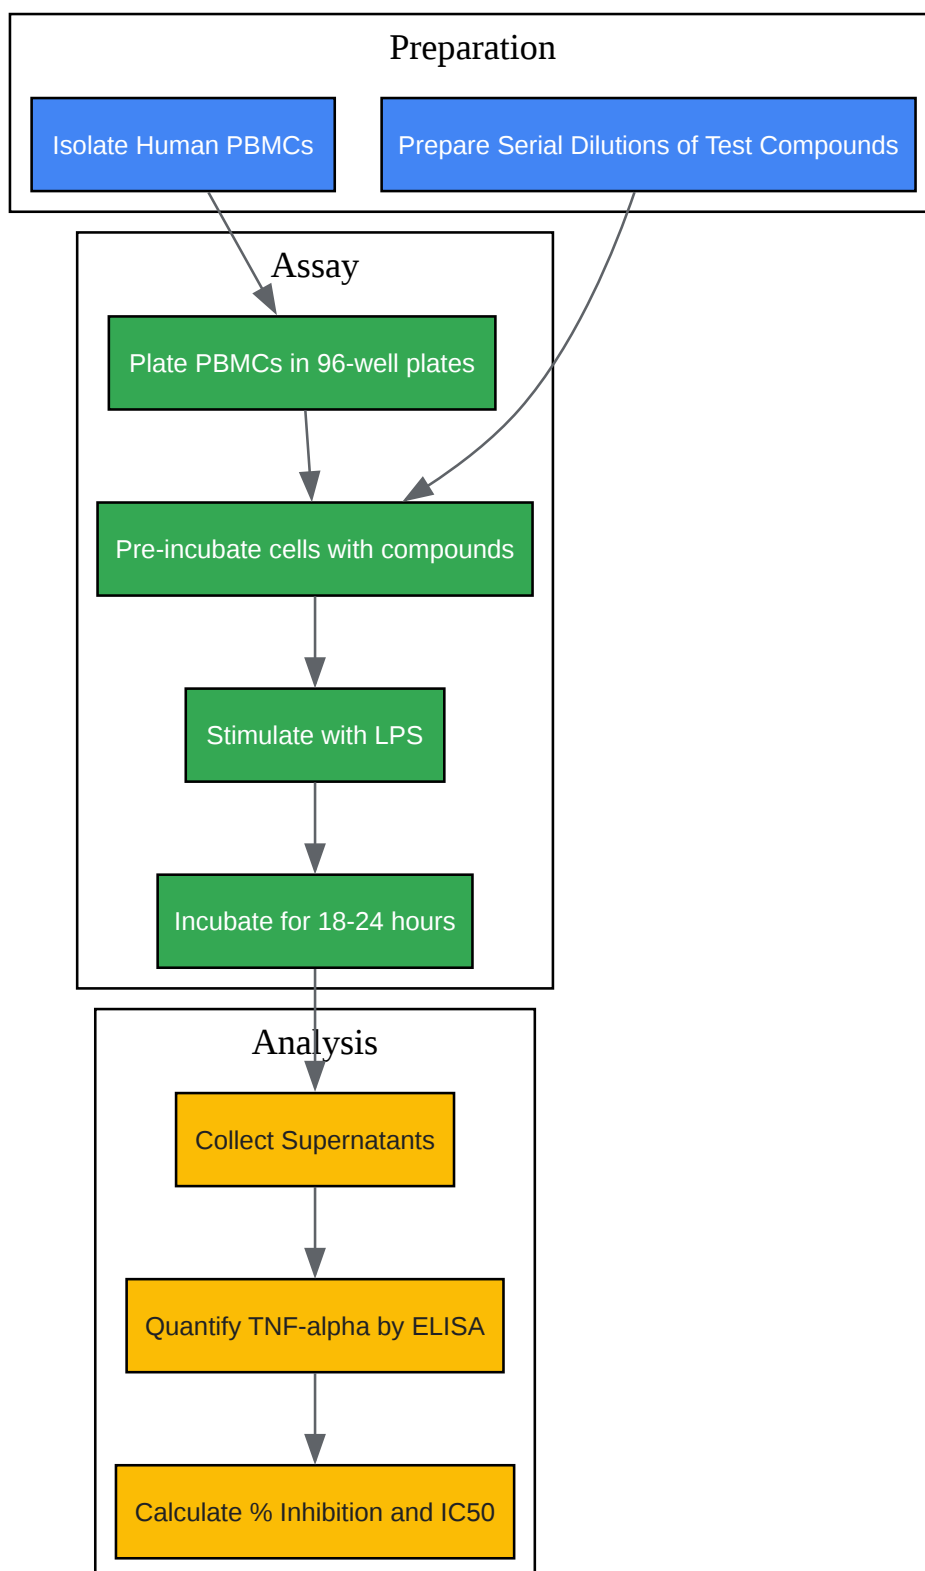 Preparation
Isolate Human PBMCs
Prepare Serial Dilutions of Test Compounds
Assay
Plate PBMCs in 96-well plates
Pre-incubate cells with compounds
Stimulate with LPS
Incubate for 18-24 hours
Analysis
Collect Supernatants
Quantify TNF-alpha by ELISA
Calculate % Inhibition and IC50